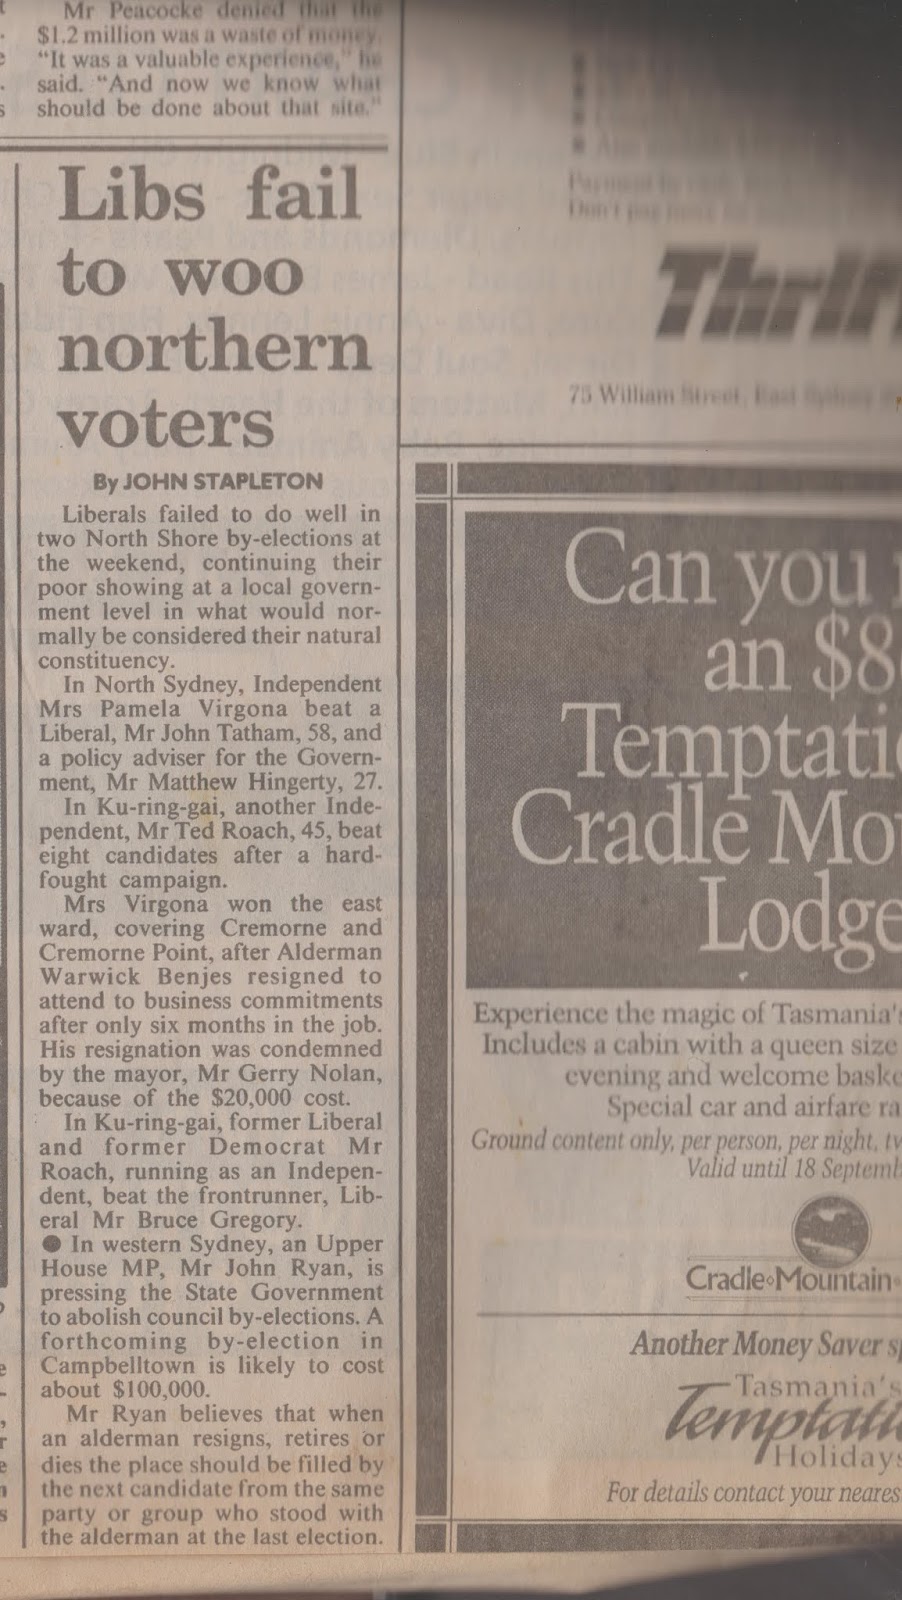 Mr Peacocke denied that the
$1.2 million was a waste of money.
“It was a valuable experience,” he
said. “And now we know what
should be done about that site.”
Libs fail
to woo
northern
voters
By JOHN STAPLETON
Liberals failed to do well in
two North Shore by-elections at
the weekend, continuing their
poor showing at a local govern-
ment level in what would nor-
mally be considered their natural
constituency.
In North Sydney, Independent
Mrs Pamela Virgona beat a
Liberal, Mr John Tatham, 58, and
a policy adviser for the Govern-
ment, Mr Matthew Hingerty, 27.
In Ku-ring-gai, another Inde-
pendent, Mr Ted Roach, 45, beat
eight candidates after a hard-
fought campaign.
Mrs Virgona won the east
ward, covering Cremorne and
Cremorne Point, after Alderman
Warwick Benjes resigned to
attend to business commitments
after only six months in the job.
His resignation was condemned
by the mayor, Mr Gerry Nolan,
because of the $20,000 cost.
In Ku-ring-gai, former Liberal
and former Democrat Mr
Roach, running as an Indepen-
dent, beat the frontrunner, Lib-
eral Mr Bruce Gregory.
● In western Sydney, an Upper
House MP, Mr John Ryan, is
pressing the State Government
to abolish council by-elections. A
forthcoming by-election in
Campbelltown is likely to cost
about $100,000.
Mr Ryan believes that when
an alderman resigns, retires or
dies the place should be filled by
the next candidate from the same
party or group who stood with
the alderman at the last election.
Don't pay
Thrif
75 William Street, East Sydney
Can you
an $8
Temptati
Cradle Mo
Lodge
Experience the magic of Tasmania's
Includes a cabin with a queen size
evening and welcome bask
Special car and airfare ra
Ground content only, per person, per night, tw
Valid until 18 Septemb
Cradle Mountain
Another Money Saver s
Tasmania's
Temptati
Holidays
For details contact your neares